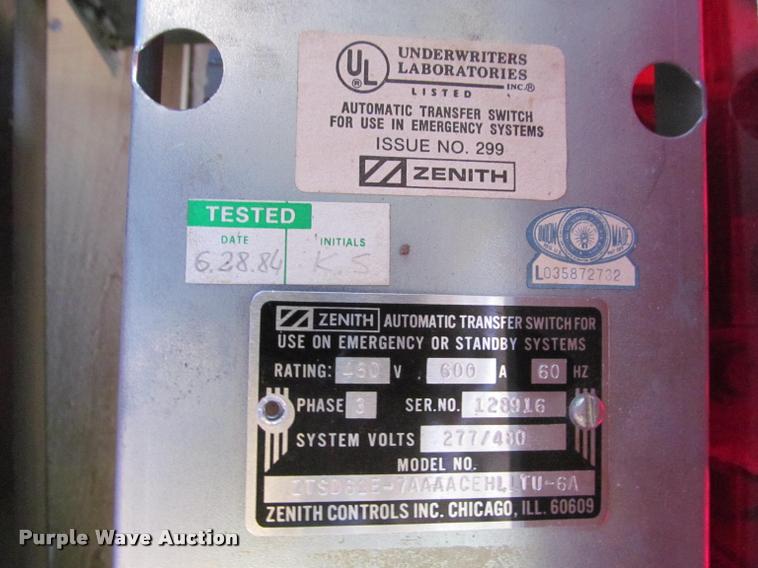 UL
®
UNDERWRITERS
LABORATORIES
INC.®
LISTED
AUTOMATIC TRANSFER SWITCH
FOR USE IN EMERGENCY SYSTEMS
ISSUE NO. 299
ZENITH
TESTED
DATE INITIALS
6.28.84 K.S
UNION MADE
L035872732
ZENITH AUTOMATIC TRANSFER SWITCH FOR
USE ON EMERGENCY OR STANDBY SYSTEMS
RATING: 480 V 600 A 60 HZ
PHASE 3 SER.NO. 128916
SYSTEM VOLTS 277/480
MODEL NO.
ZENITH CONTROLS INC. CHICAGO, ILL. 60609
Purple Wave Auction